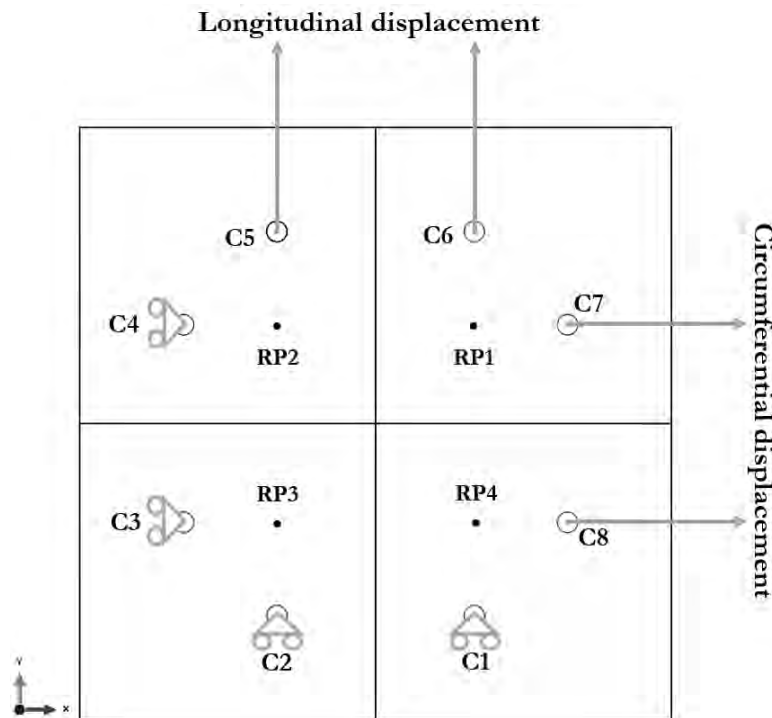 Longitudinal displacement
C5
C6
C4
C7
RP2
RP1
Circumferential displacement
RP3
RP4
C3
C8
C2
C1
Y
X